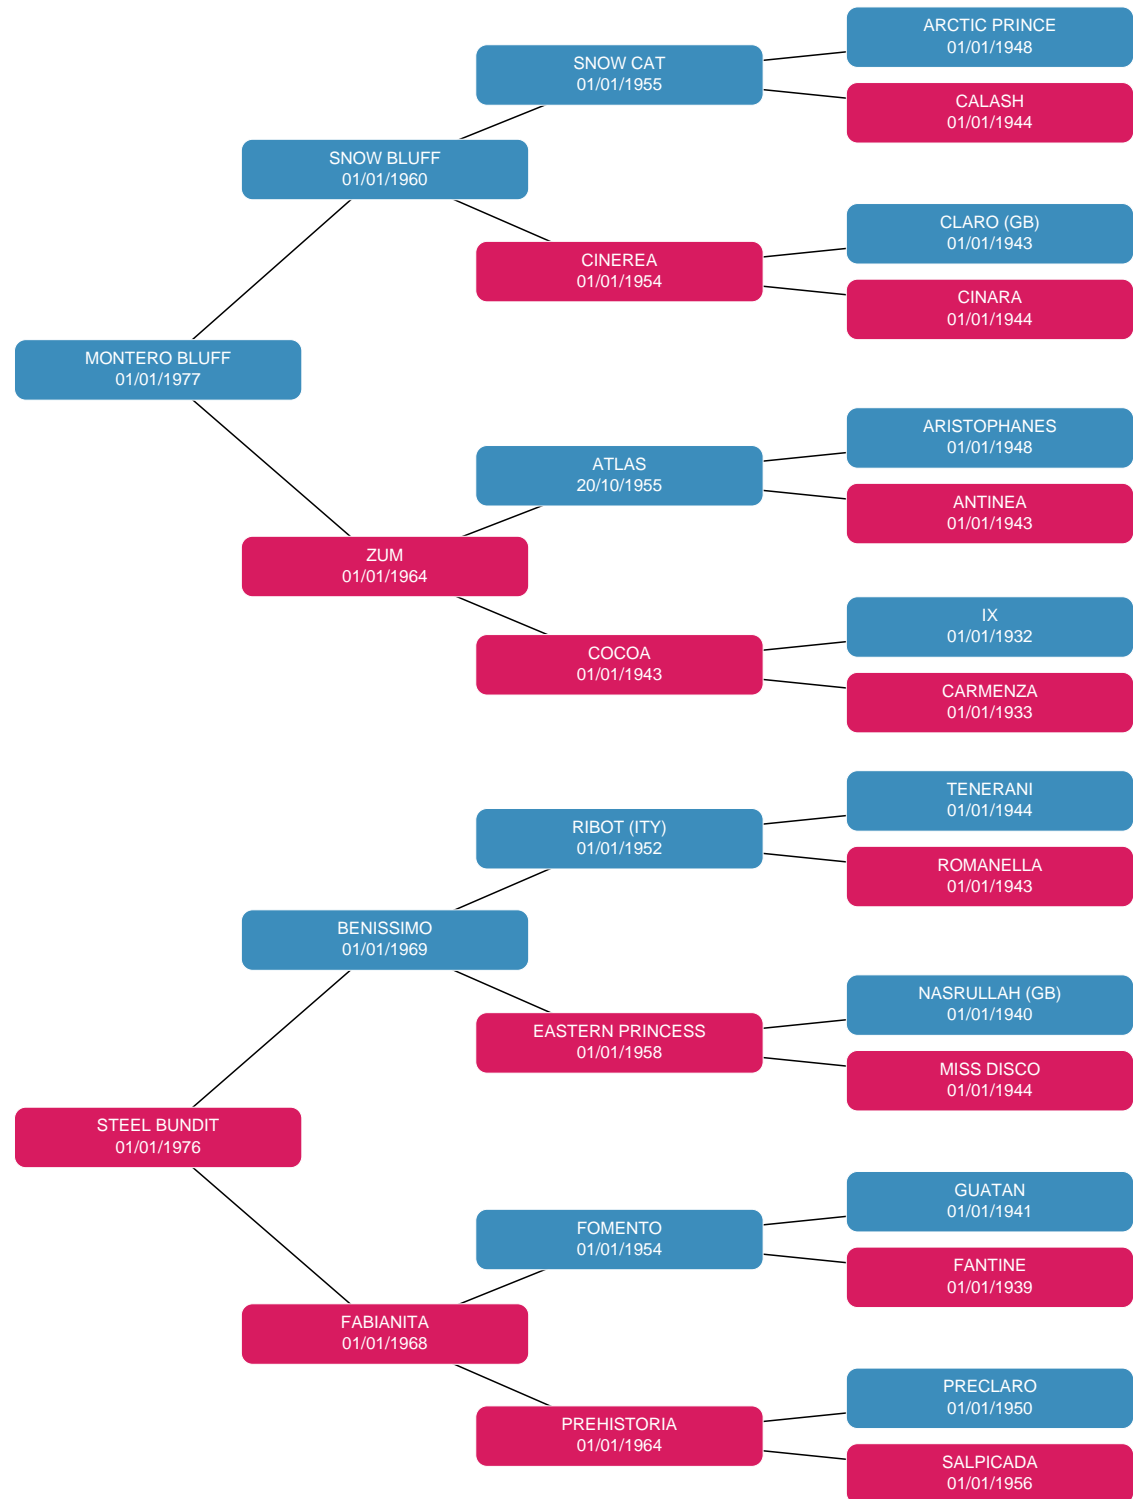 ARCTIC PRINCE
01/01/1948
SNOW CAT
01/01/1955
CALASH
01/01/1944
SNOW BLUFF
01/01/1960
CLARO (GB)
01/01/1943
CINEREA
01/01/1954
CINARA
01/01/1944
MONTERO BLUFF
01/01/1977
ARISTOPHANES
01/01/1948
ATLAS
20/10/1955
ANTINEA
01/01/1943
ZUM
01/01/1964
IX
01/01/1932
COCOA
01/01/1943
CARMENZA
01/01/1933
TENERANI
01/01/1944
RIBOT (ITY)
01/01/1952
ROMANELLA
01/01/1943
BENISSIMO
01/01/1969
NASRULLAH (GB)
01/01/1940
EASTERN PRINCESS
01/01/1958
MISS DISCO
01/01/1944
STEEL BUNDIT
01/01/1976
GUATAN
01/01/1941
FOMENTO
01/01/1954
FANTINE
01/01/1939
FABIANITA
01/01/1968
PRECLARO
01/01/1950
PREHISTORIA
01/01/1964
SALPICADA
01/01/1956